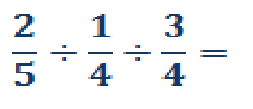 2/5 ÷ 1/4 ÷ 3/4 =